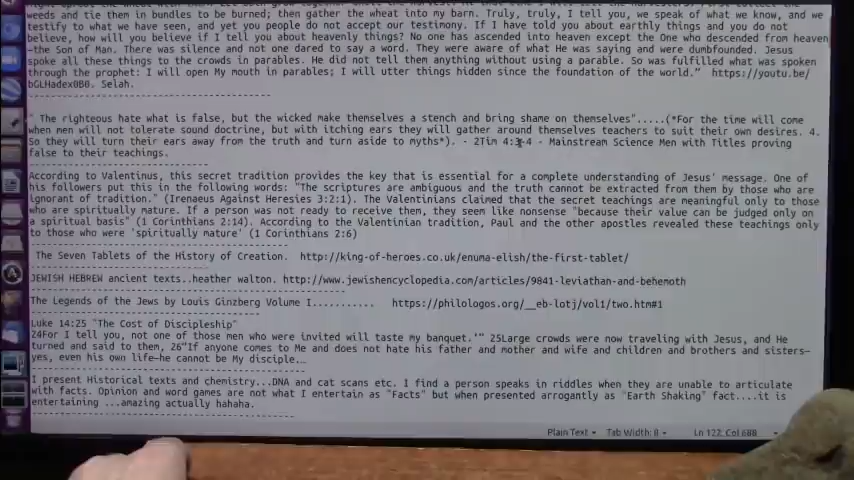 weeds and tie them in bundles to be burned; then gather the wheat into my barn. Truly, truly, I tell you, we speak of what we know, and we
testify to what we have seen, and yet you people do not accept our testimony. If I have told you about earthly things and you do not
believe, how will you believe if I tell you about heavenly things? No one has ascended into heaven except the One who descended from heaven
—the Son of Man. There was silence and not one dared to say a word. They were aware of what He was saying and were dumbfounded. Jesus
spoke all these things to the crowds in parables. He did not tell them anything without using a parable. So was fulfilled what was spoken
through the prophet: I will open My mouth in parables; I will utter things hidden since the foundation of the world.” https://youtu.be/
bGLHadex0B0. Selah.
" The righteous hate what is false, but the wicked make themselves a stench and bring shame on themselves".....(*For the time will come
when men will not tolerate sound doctrine, but with itching ears they will gather around themselves teachers to suit their own desires. 4.
So they will turn their ears away from the truth and turn aside to myths*). - 2Tim 4:3-4 - Mainstream Science Men with Titles proving
false to their teachings.
According to Valentinus, this secret tradition provides the key that is essential for a complete understanding of Jesus' message. One of
his followers put this in the following words: "The scriptures are ambiguous and the truth cannot be extracted from them by those who are
ignorant of tradition." (Irenaeus Against Heresies 3:2:1). The Valentinians claimed that the secret teachings are meaningful only to those
who are spiritually mature. If a person was not ready to receive them, they seem like nonsense "because their value can be judged only on
a spiritual basis" (1 Corinthians 2:14). According to the Valentinian tradition, Paul and the other apostles revealed these teachings only
to those who were 'spiritually mature' (1 Corinthians 2:6)
The Seven Tablets of the History of Creation. http://king-of-heroes.co.uk/enuma-elish/the-first-tablet/
JEWISH HEBREW ancient texts..heather walton. http://www.jewishencyclopedia.com/articles/9841-leviathan-and-behemoth
The Legends of the Jews by Louis Ginzberg Volume I........... https://philologos.org/__eb-lotj/vol1/two.htm#1
Luke 14:25 "The Cost of Discipleship"
24For I tell you, not one of those men who were invited will taste my banquet.'” 25Large crowds were now traveling with Jesus, and He
turned and said to them, 26“If anyone comes to Me and does not hate his father and mother and wife and children and brothers and sisters—
yes, even his own life—he cannot be My disciple...
I present Historical texts and chemistry...DNA and cat scans etc. I find a person speaks in riddles when they are unable to articulate
with facts. Opinion and word games are not what I entertain as "Facts" but when presented arrogantly as "Earth Shaking" fact....it is
entertaining ...amazing actually hahaha.
Plain Text Tab Width: 8 Ln 122, Col 688